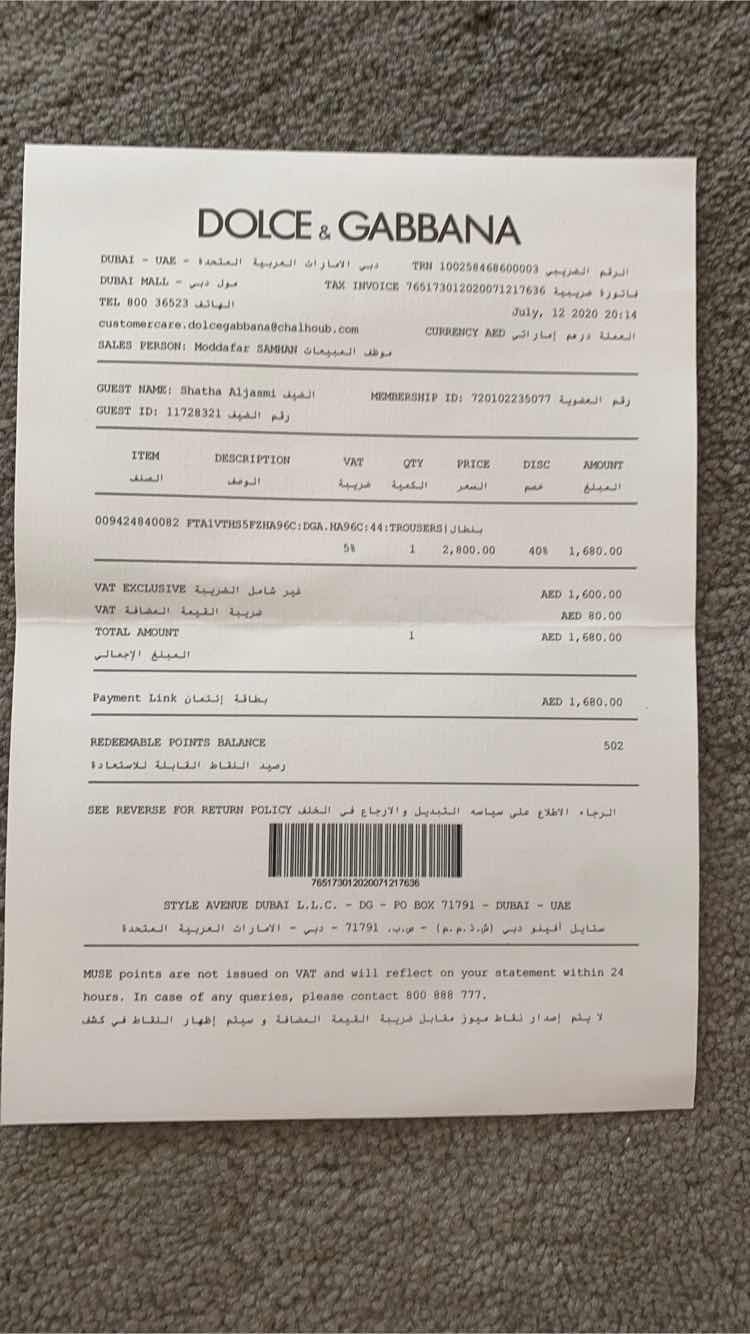 DOLCE & GABBANA
DUBAI - UAE - دبي الامارات العربية المتحدة TRN 100258468600003 الرقم الضريبي
DUBAI MALL - مول دبي TAX INVOICE 765173012020071217636 فاتورة ضريبية
TEL 800 36523 الهاتف July, 12 2020 20:14
customercare.dolcegabbana@chalhoub.com CURRENCY AED العملة درهم إماراتي
SALES PERSON: Moddafar SAMHAN موظف المبيعات
GUEST NAME: Shatha Aljasmi الضيف MEMBERSHIP ID: 720102235077 رقم العضوية
GUEST ID: 11728321 رقم الضيف
ITEM DESCRIPTION VAT QTY PRICE DISC AMOUNT
الصنف الوصف ضريبة الكمية السعر خصم المبلغ
009424840082 FTA1VTHS5FZHA96C:DGA.HA96C:44:TROUSERS|بنطال
5% 1 2,800.00 40% 1,680.00
VAT EXCLUSIVE غير شامل الضريبة AED 1,600.00
VAT ضريبة القيمة المضافة AED 80.00
TOTAL AMOUNT 1 AED 1,680.00
المبلغ الإجمالي
Payment Link بطاقة إئتمان AED 1,680.00
REDEEMABLE POINTS BALANCE 502
رصيد النقاط القابلة للاستعادة
SEE REVERSE FOR RETURN POLICY الرجاء الاطلاع على سياسه التبديل والارجاع في الخلف
765173012020071217636
STYLE AVENUE DUBAI L.L.C. - DG - PO BOX 71791 - DUBAI - UAE
ستايل أفينو دبي (ش.ذ.م.م) - ص.ب. 71791 - دبي - الامارات العربية المتحدة
MUSE points are not issued on VAT and will reflect on your statement within 24
hours. In case of any queries, please contact 800 888 777.
لا يتم إصدار نقاط ميوز مقابل ضريبة القيمة المضافة و سيتم إظهار النقاط في كشف